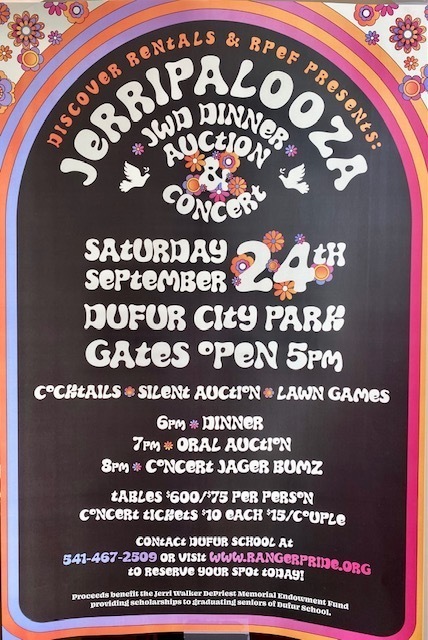 DISCOVER RENTALS & RPEF PRESENTS:
JERRIPALOOZA
JWD DINNER
AUCTION
&
CONCERT
SATURDAY
SEPTEMBER 24TH
DUFUR CITY PARK
GATES OPEN 5PM
COCKTAILS SILENT AUCTION LAWN GAMES
6PM DINNER
7PM ORAL AUCTION
8PM CONCERT JAGER BUMZ
TABLES $600/$75 PER PERSON
CONCERT TICKETS $10 EACH $15/COUPLE
CONTACT DUFUR SCHOOL AT
541-467-2509 OR VISIT WWW.RANGERPRIDE.ORG
TO RESERVE YOUR SPOT TODAY!
Proceeds benefit the Jerri Walker DePriest Memorial Endowment Fund
providing scholarships to graduating seniors of Dufur School.